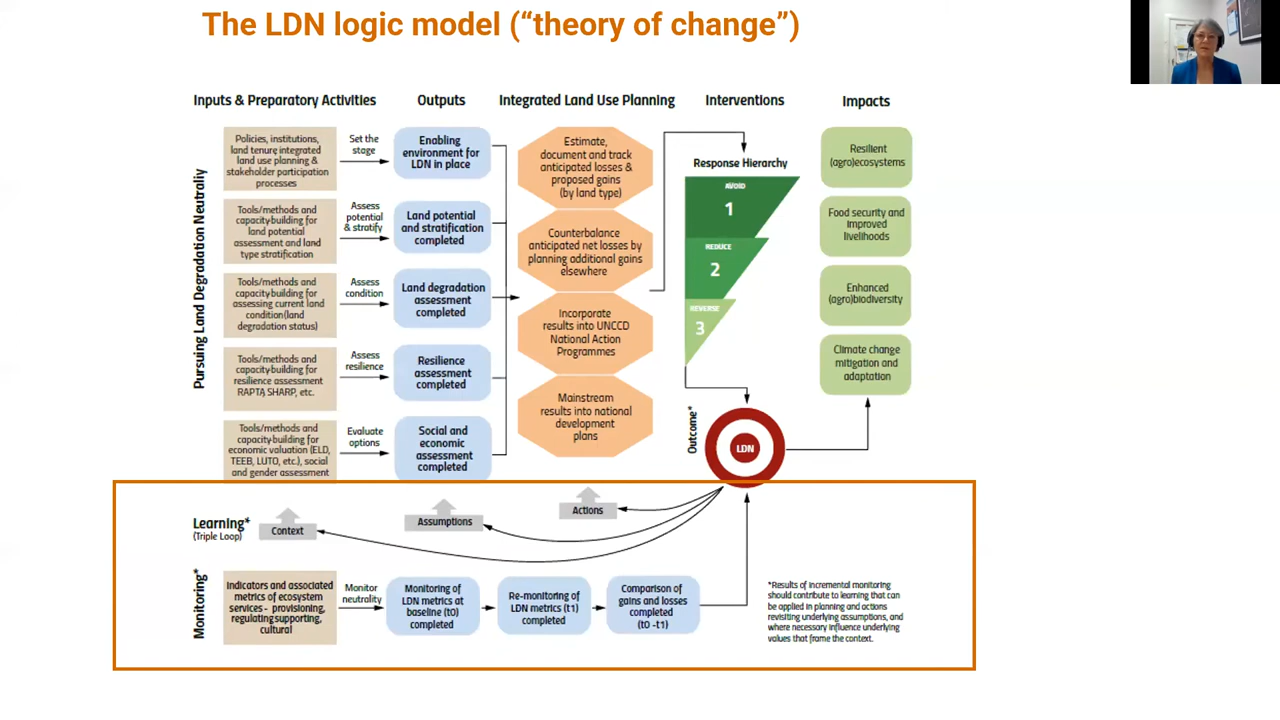 The LDN logic model (“theory of change”)
Inputs & Preparatory Activities
Outputs
Integrated Land Use Planning
Interventions
Impacts
Pursuing Land Degradation Neutrality
Policies, institutions,
land tenure, integrated
land use planning &
stakeholder participation
processes
Set the
stage
Enabling
environment for
LDN in place
Tools/methods and
capacity building for
land potential
assessment and land
type stratification
Assess
potential
& stratify
Land potential
and stratification
completed
Tools/methods and
capacity building for
assessing current land
condition (land
degradation status)
Assess
condition
Land degradation
assessment
completed
Tools/methods and
capacity building for
resilience assessment
RAPTA, SHARP, etc.
Assess
resilience
Resilience
assessment
completed
Tools/methods and
capacity-building for
economic valuation (ELD,
TEEB, LUTO, etc.), social
and gender assessment
Evaluate
options
Social and
economic
assessment
completed
Estimate,
document and track
anticipated losses &
proposed gains
(by land type)
Counterbalance
anticipated net losses by
planning additional gains
elsewhere
Incorporate
results into UNCCD
National Action
Programmes
Mainstream
results into national
development
plans
Response Hierarchy
AVOID
1
REDUCE
2
REVERSE
3
Outcome*
LDN
Resilient
(agro)ecosystems
Food security and
improved
livelihoods
Enhanced
(agro)biodiversity
Climate change
mitigation and
adaptation
Learning*
(Triple Loop)
Context
Assumptions
Actions
Monitoring*
Indicators and associated
metrics of ecosystem
services - provisioning,
regulating supporting,
cultural
Monitor
neutrality
Monitoring of
LDN metrics at
baseline (t0)
completed
Re-monitoring of
LDN metrics (t1)
completed
Comparison of
gains and losses
completed
(t0 -t1)
*Results of incremental monitoring
should contribute to learning that can
be applied in planning and actions
revisiting underlying assumptions, and
where necessary influence underlying
values that frame the context.